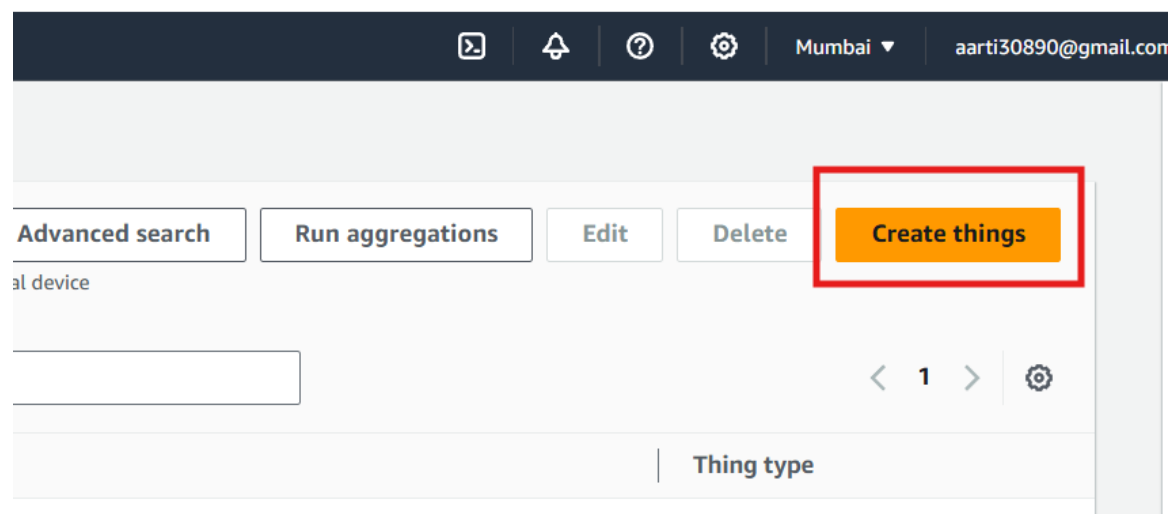 Mumbai ▼ aarti30890@gmail.com
Advanced search Run aggregations Edit Delete Create things
al device
< 1 >
Thing type